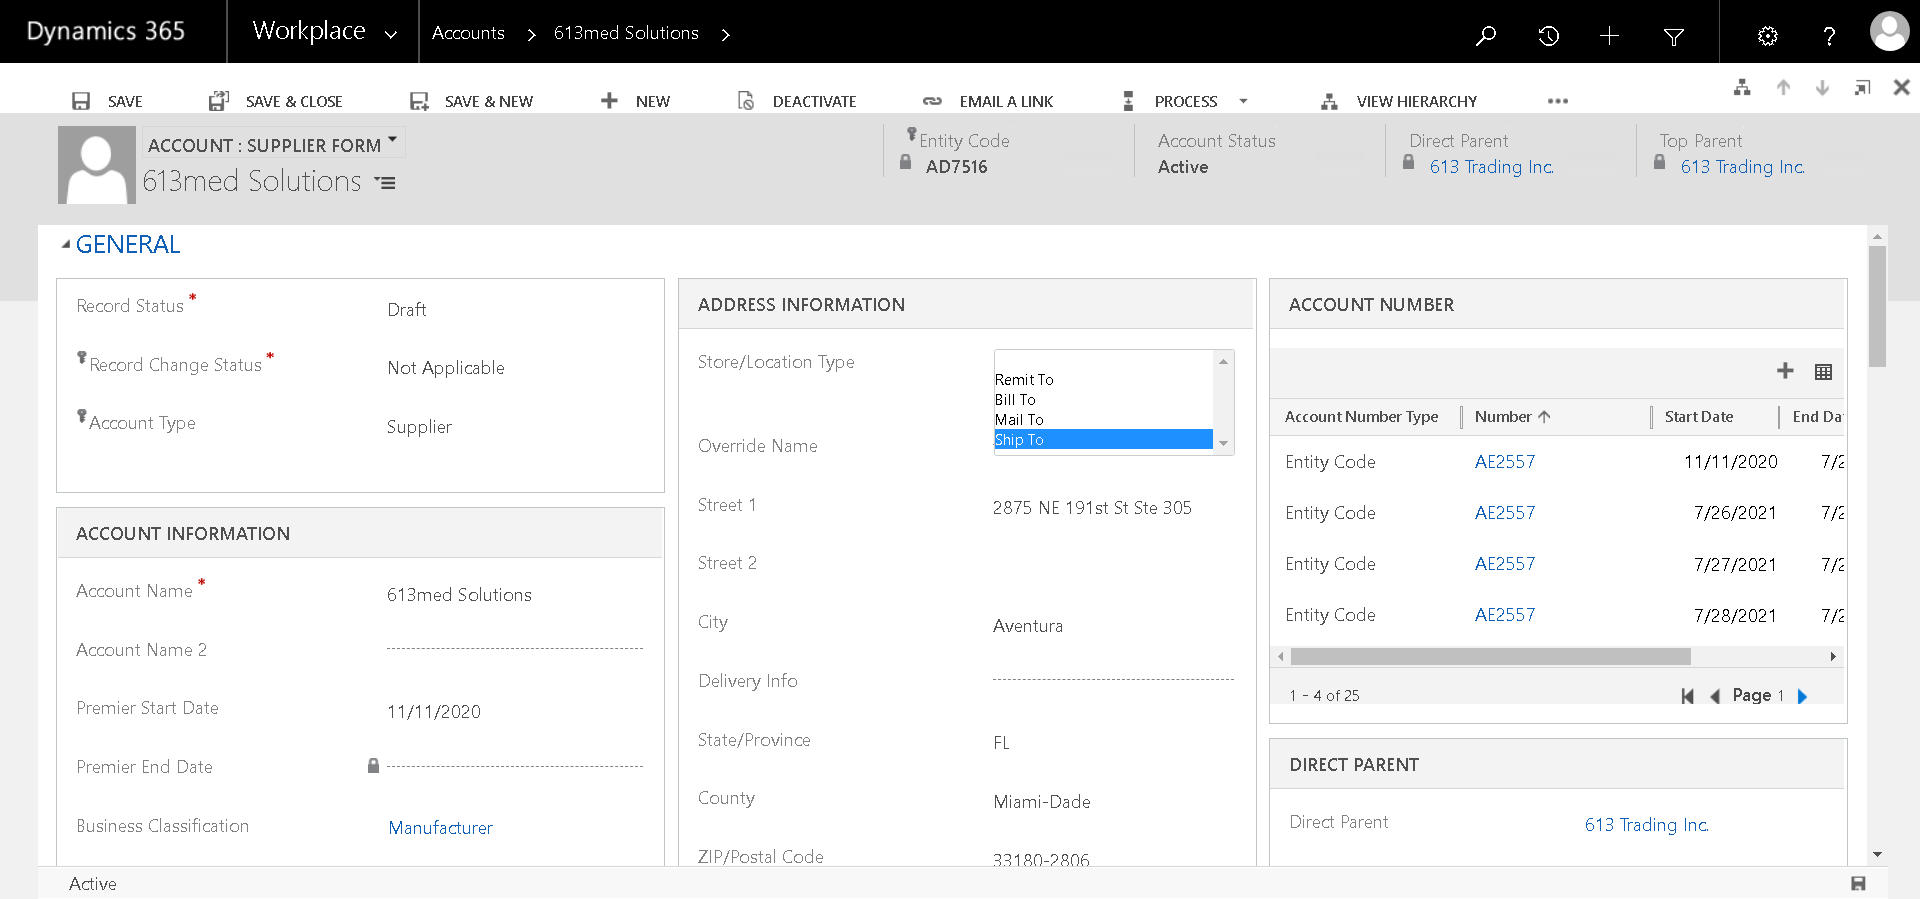 Dynamics 365
Workplace
Accounts
613med Solutions
SAVE
SAVE & CLOSE
SAVE & NEW
NEW
DEACTIVATE
EMAIL A LINK
PROCESS
VIEW HIERARCHY
ACCOUNT : SUPPLIER FORM
613med Solutions
Entity Code
AD7516
Account Status
Active
Direct Parent
613 Trading Inc.
Top Parent
613 Trading Inc.
GENERAL
Record Status *
Draft
Record Change Status *
Not Applicable
Account Type
Supplier
ACCOUNT INFORMATION
Account Name *
613med Solutions
Account Name 2
Premier Start Date
11/11/2020
Premier End Date
Business Classification
Manufacturer
ADDRESS INFORMATION
Store/Location Type
Remit To
Bill To
Mail To
Ship To
Override Name
Street 1
2875 NE 191st St Ste 305
Street 2
City
Aventura
Delivery Info
State/Province
FL
County
Miami-Dade
ZIP/Postal Code
33180-2806
ACCOUNT NUMBER
Account Number Type
Number
Start Date
End Da
Entity Code
AE2557
11/11/2020
7/2
Entity Code
AE2557
7/26/2021
7/2
Entity Code
AE2557
7/27/2021
7/2
Entity Code
AE2557
7/28/2021
7/2
1 - 4 of 25
Page 1
DIRECT PARENT
Direct Parent
613 Trading Inc.
Active